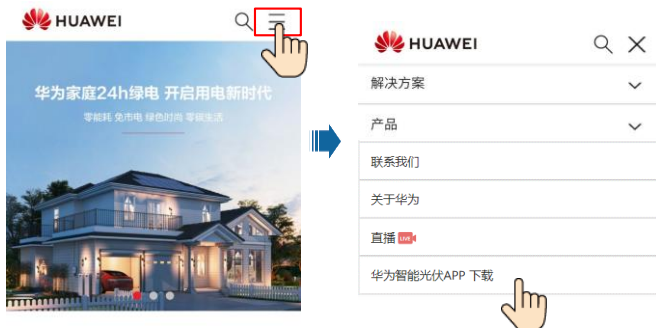 HUAWEI
华为家庭24h绿电 开启用电新时代
零能耗 免市电 绿色时尚 零碳生活
HUAWEI
解决方案
产品
联系我们
关于华为
直播 LIVE
华为智能光伏APP 下载